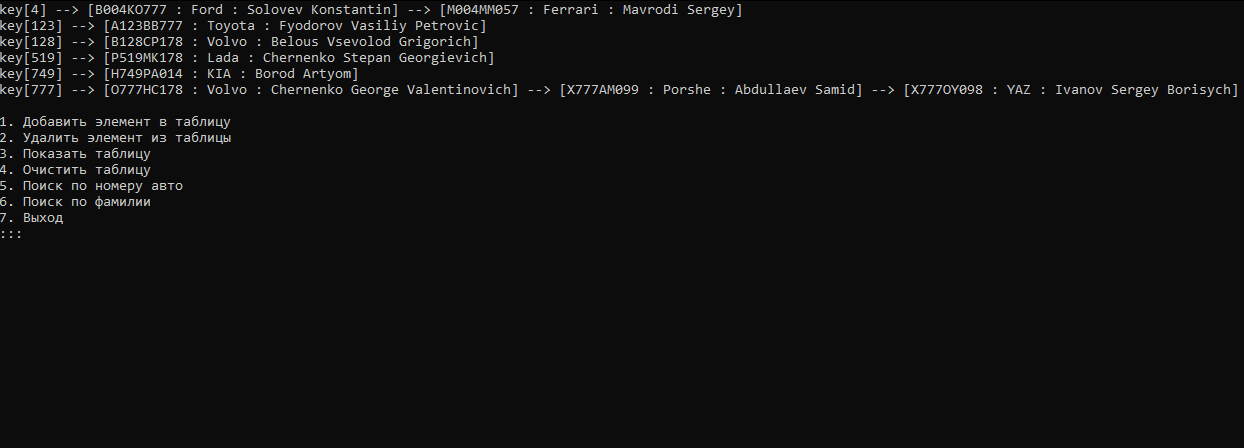 key[4] --> [B004KO777 : Ford : Solovev Konstantin] --> [M004MM057 : Ferrari : Mavrodi Sergey]
key[123] --> [A123BB777 : Toyota : Fyodorov Vasiliy Petrovic]
key[128] --> [B128CP178 : Volvo : Belous Vsevolod Grigorich]
key[519] --> [P519MK178 : Lada : Chernenko Stepan Georgievich]
key[749] --> [H749PA014 : KIA : Borod Artyom]
key[777] --> [O777HC178 : Volvo : Chernenko George Valentinovich] --> [X777AM099 : Porshe : Abdullaev Samid] --> [X777OY098 : YAZ : Ivanov Sergey Borisych]
1. Добавить элемент в таблицу
2. Удалить элемент из таблицы
3. Показать таблицу
4. Очистить таблицу
5. Поиск по номеру авто
6. Поиск по фамилии
7. Выход
:::